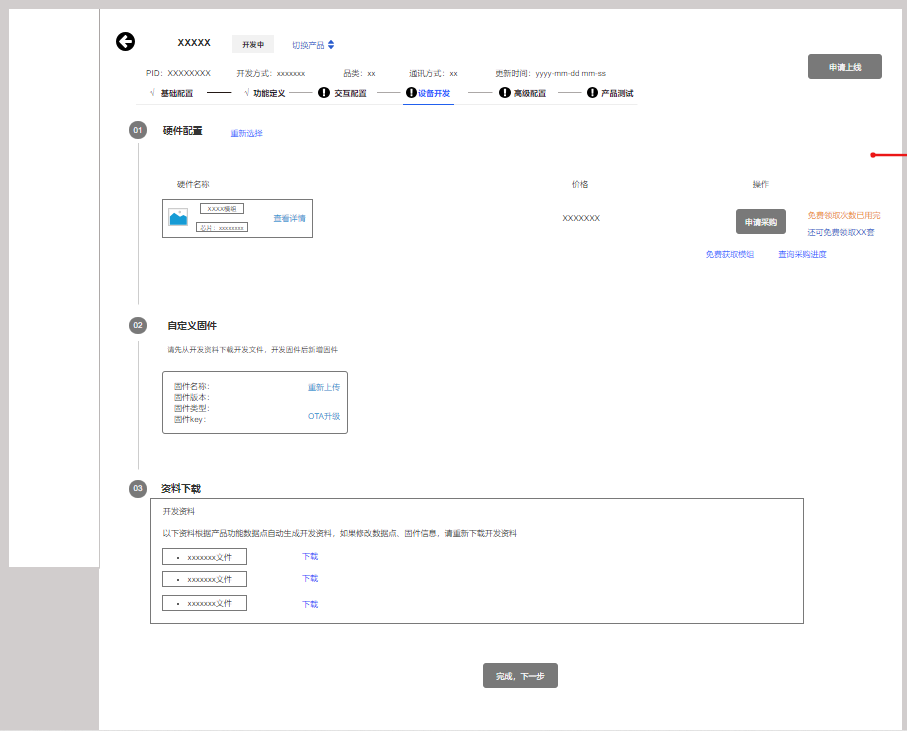 XXXXX 开发中 切换产品
PID: XXXXXXXX 开发方式: xxxxxxx 品类: xx 通讯方式: xx 更新时间: yyyy-mm-dd mm-ss
申请上线
√ 基础配置 √ 功能定义 交互配置 设备开发 高级配置 产品测试
01 硬件配置 重新选择
硬件名称 价格 操作
XXXX模组
芯片: xxxxxxxx
查看详情
XXXXXXX
申请采购
免费领取次数已用完
还可免费领取XX套
免费获取模组 查询采购进度
02 自定义固件
请先从开发资料下载开发文件，开发固件后新增固件
固件名称: 重新上传
固件版本:
固件类型:
固件key: OTA升级
03 资料下载
开发资料
以下资料根据产品功能数据点自动生成开发资料，如果修改数据点、固件信息，请重新下载开发资料
• xxxxxxx文件 下载
• xxxxxxx文件 下载
• xxxxxxx文件 下载
完成，下一步